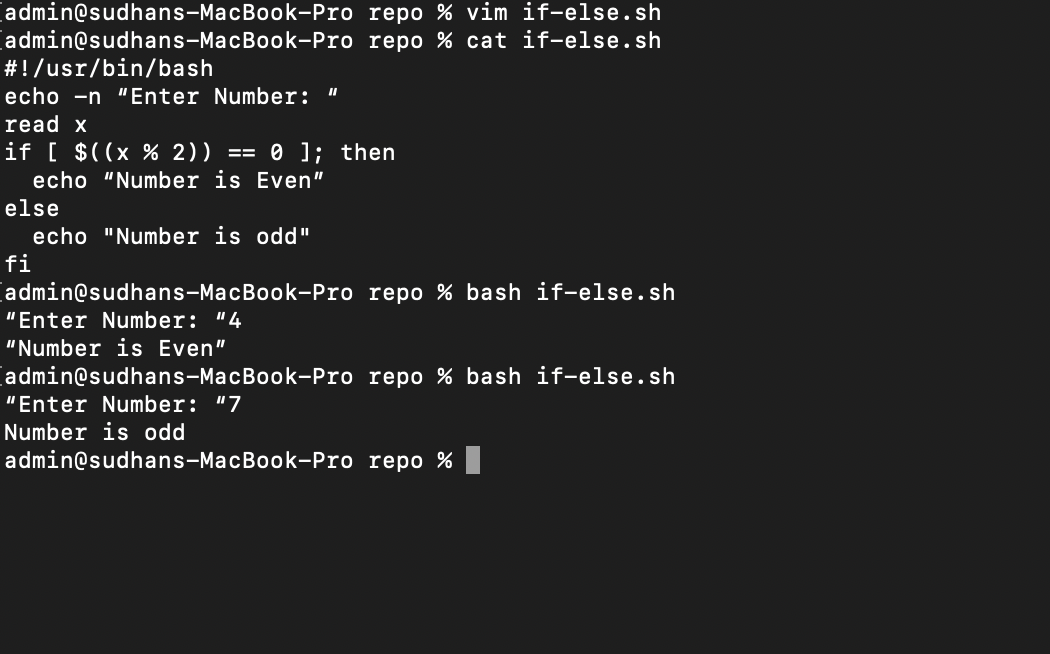 [admin@sudhans-MacBook-Pro repo % vim if-else.sh
[admin@sudhans-MacBook-Pro repo % cat if-else.sh
#!/usr/bin/bash
echo -n “Enter Number: “
read x
if [ $((x % 2)) == 0 ]; then
  echo “Number is Even”
else
  echo "Number is odd"
fi
[admin@sudhans-MacBook-Pro repo % bash if-else.sh
“Enter Number: “4
“Number is Even”
[admin@sudhans-MacBook-Pro repo % bash if-else.sh
“Enter Number: “7
Number is odd
admin@sudhans-MacBook-Pro repo %